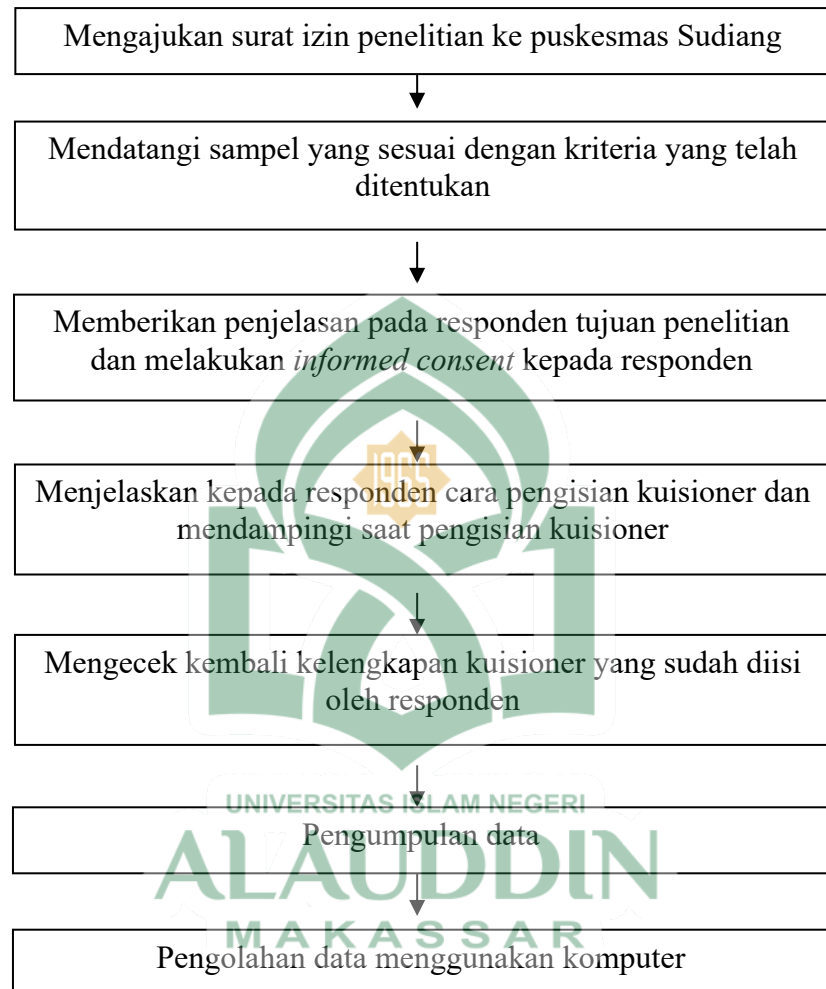 Mengajukan surat izin penelitian ke puskesmas Sudiang
Mendatangi sampel yang sesuai dengan kriteria yang telah
ditentukan
Memberikan penjelasan pada responden tujuan penelitian
dan melakukan informed consent kepada responden
1965
Menjelaskan kepada responden cara pengisian kuisioner dan
mendampingi saat pengisian kuisioner
Mengecek kembali kelengkapan kuisioner yang sudah diisi
oleh responden
UNIVERSITAS ISLAM NEGERI
Pengumpulan data
ALAUDDIN
MAKASSAR
Pengolahan data menggunakan komputer